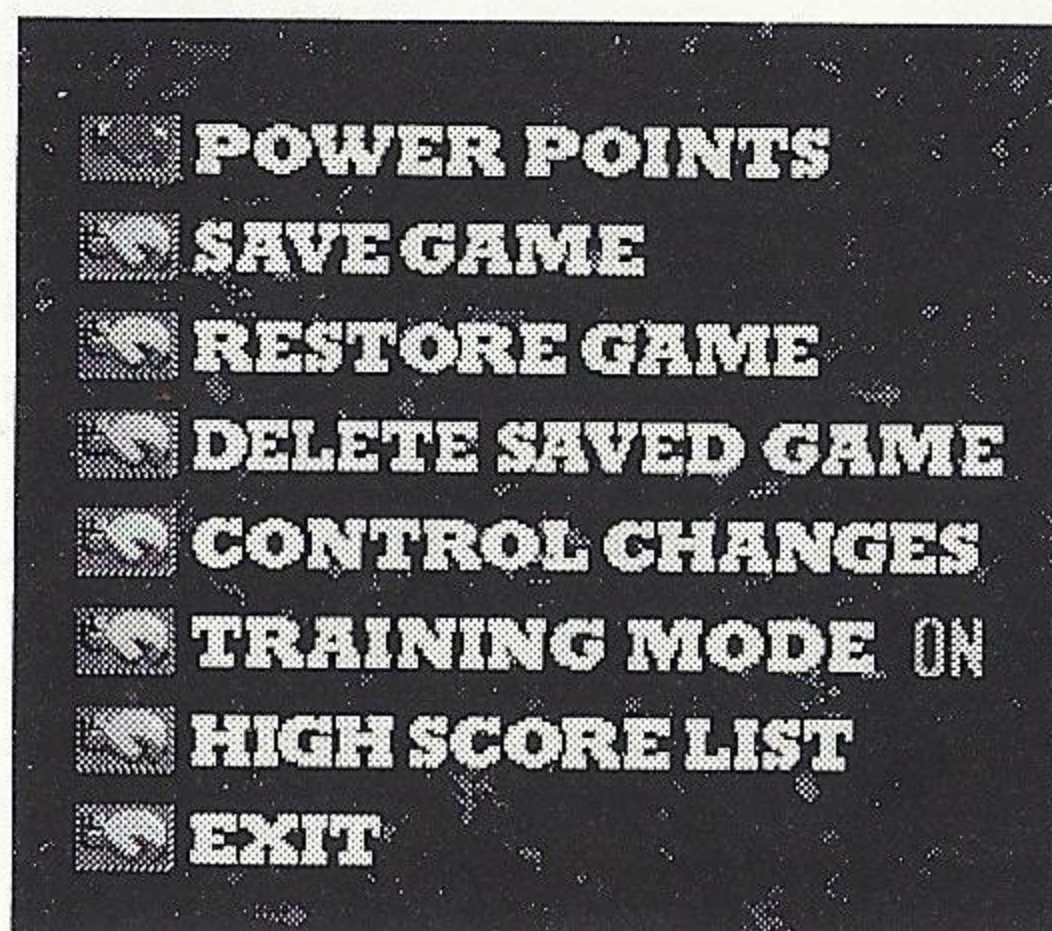 POWER POINTS
SAVE GAME
RESTORE GAME
DELETE SAVED GAME
CONTROL CHANGES
TRAINING MODE ON
HIGH SCORE LIST
EXIT